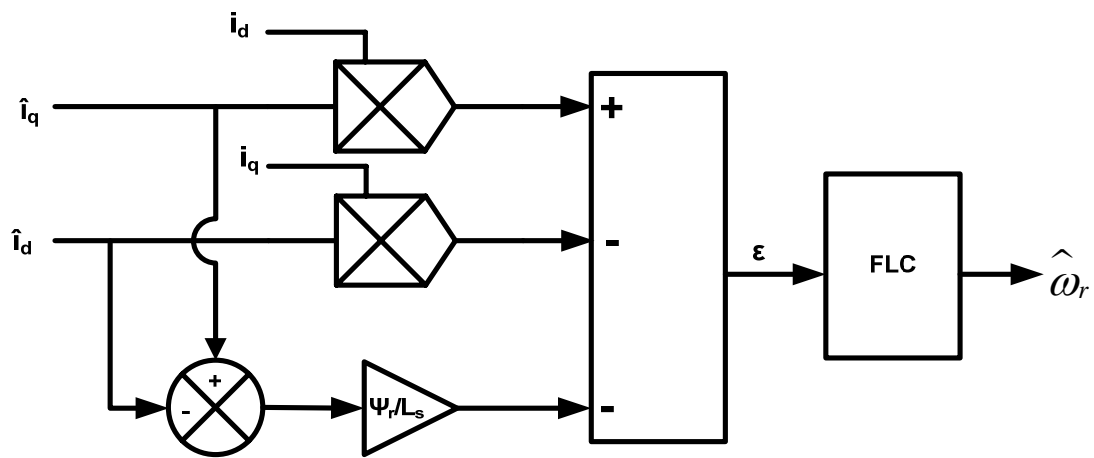 i_d
î_q
+
i_q
î_d
-
ε
FLC
ω̂_r
+
-
Ψ_r/L_s
-